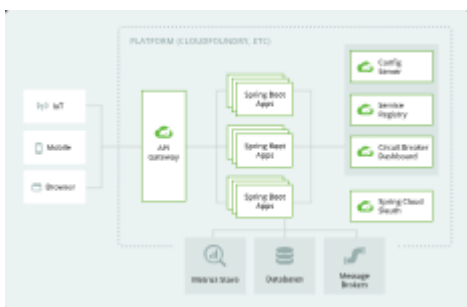 PLATFORM (CLOUDFOUNDRY, ETC)
IoT
Mobile
Browser
API
Gateway
Spring Boot
Apps
Spring Boot
Apps
Spring Boot
Apps
Config
Server
Service
Registry
Circuit Breaker
Dashboard
Spring Cloud
Sleuth
Metrics Store
Databases
Message
Brokers